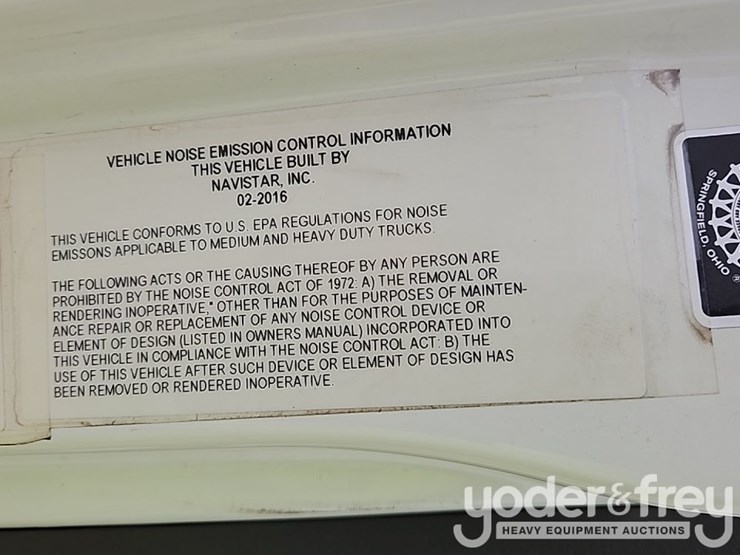 VEHICLE NOISE EMISSION CONTROL INFORMATION
THIS VEHICLE BUILT BY
NAVISTAR, INC.
02-2016
THIS VEHICLE CONFORMS TO U.S. EPA REGULATIONS FOR NOISE
EMISSONS APPLICABLE TO MEDIUM AND HEAVY DUTY TRUCKS.
THE FOLLOWING ACTS OR THE CAUSING THEREOF BY ANY PERSON ARE
PROHIBITED BY THE NOISE CONTROL ACT OF 1972: A) THE REMOVAL OR
RENDERING INOPERATIVE," OTHER THAN FOR THE PURPOSES OF MAINTEN-
ANCE REPAIR OR REPLACEMENT OF ANY NOISE CONTROL DEVICE OR
ELEMENT OF DESIGN (LISTED IN OWNERS MANUAL) INCORPORATED INTO
THIS VEHICLE IN COMPLIANCE WITH THE NOISE CONTROL ACT: B) THE
USE OF THIS VEHICLE AFTER SUCH DEVICE OR ELEMENT OF DESIGN HAS
BEEN REMOVED OR RENDERED INOPERATIVE.
SPRINGFIELD, OHIO
®
yoder&frey
HEAVY EQUIPMENT AUCTIONS